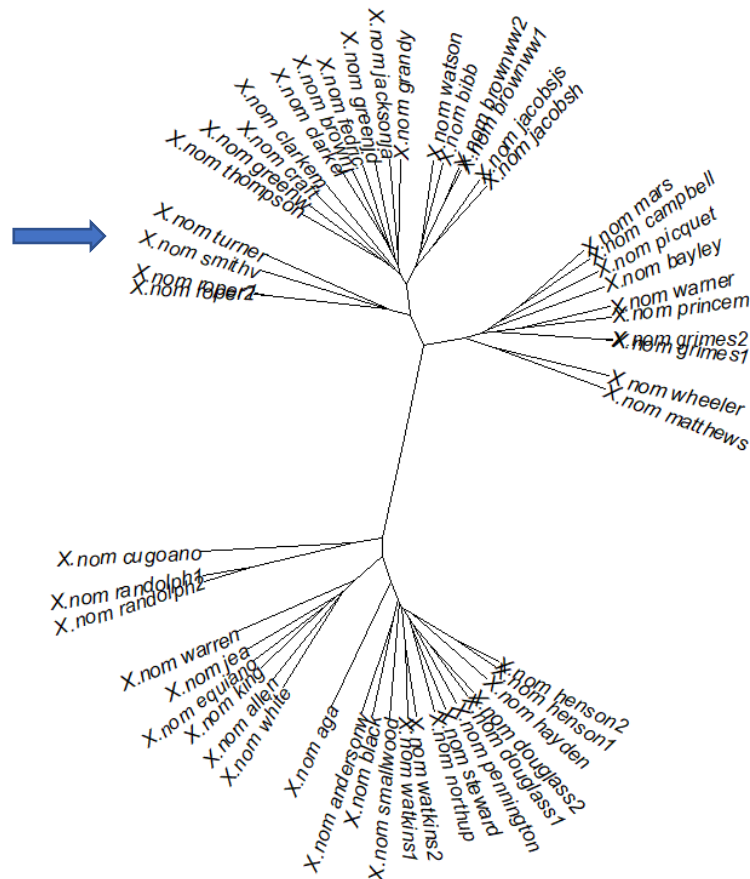 X.nom thompson
X.nom greenw
X.nom craft
X.nom clarkem
X.nom clarkel
X.nom brownj
X.nom fedric
X.nom greenjd
X.nom jacksonja
X.nom grandy
X.nom watson
X.nom bibb
X.nom brownww2
X.nom brownww1
X.nom jacobsjs
X.nom jacobsh
X.nom mars
X.nom campbell
X.nom picquet
X.nom bayley
X.nom warner
X.nom princem
X.nom grimes2
X.nom grimes1
X.nom wheeler
X.nom matthews
X.nom turner
X.nom smithv
X.nom roper2
X.nom roper1
X.nom cugoano
X.nom randolph1
X.nom randolph2
X.nom warren
X.nom jea
X.nom equiano
X.nom king
X.nom allen
X.nom white
X.nom aga
X.nom andersonw
X.nom black
X.nom smallwood
X.nom watkins1
X.nom watkins2
X.nom northup
X.nom steward
X.nom pennington
X.nom douglass1
X.nom douglass2
X.nom hayden
X.nom henson1
X.nom henson2